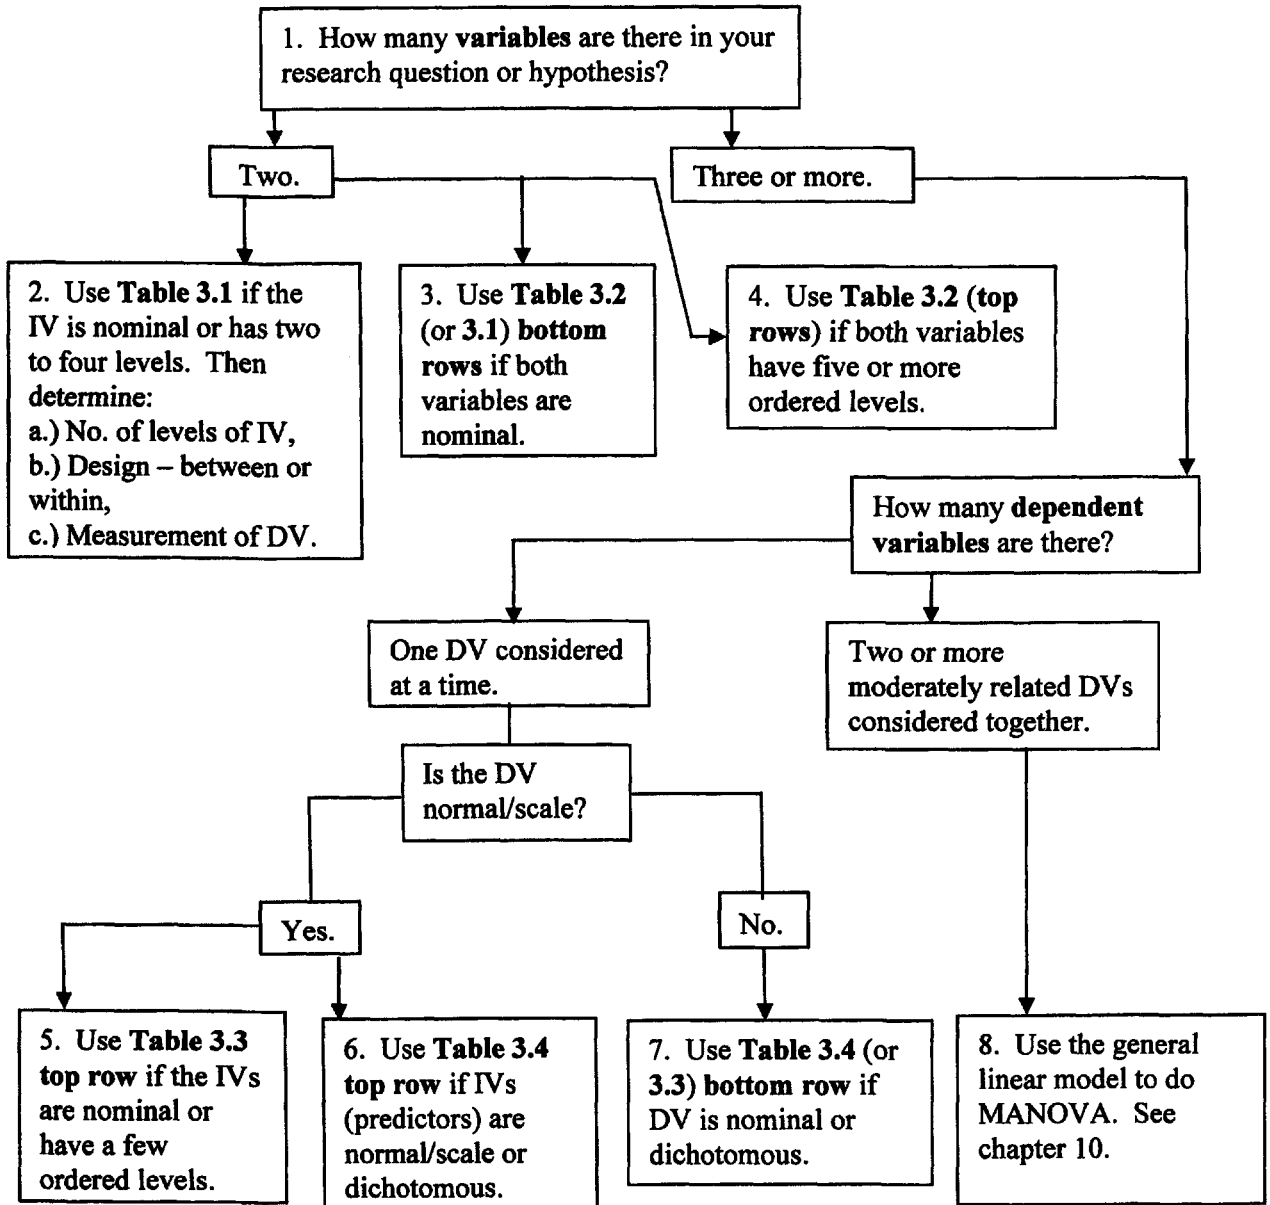 1. How many variables are there in your
research question or hypothesis?
Two.
Three or more.
2. Use Table 3.1 if the
IV is nominal or has two
to four levels. Then
determine:
a.) No. of levels of IV,
b.) Design – between or
within,
c.) Measurement of DV.
3. Use Table 3.2
(or 3.1) bottom
rows if both
variables are
nominal.
4. Use Table 3.2 (top
rows) if both variables
have five or more
ordered levels.
How many dependent
variables are there?
One DV considered
at a time.
Two or more
moderately related DVs
considered together.
Is the DV
normal/scale?
Yes.
No.
5. Use Table 3.3
top row if the IVs
are nominal or
have a few
ordered levels.
6. Use Table 3.4
top row if IVs
(predictors) are
normal/scale or
dichotomous.
7. Use Table 3.4 (or
3.3) bottom row if
DV is nominal or
dichotomous.
8. Use the general
linear model to do
MANOVA. See
chapter 10.